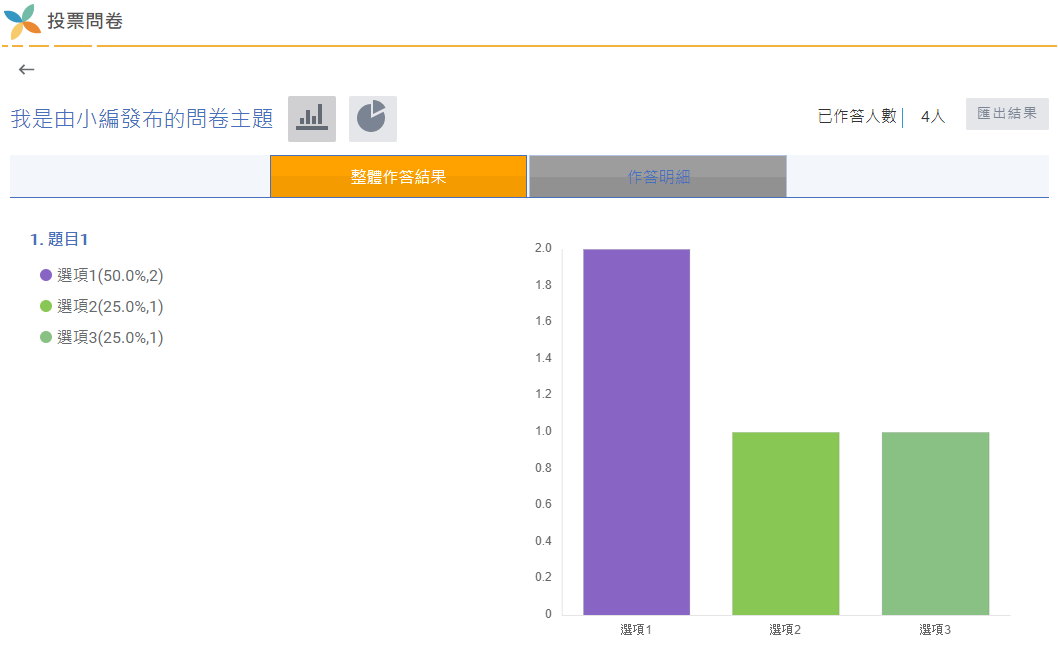 投票問卷
我是由小編發布的問卷主題
已作答人數 4人
匯出結果
整體作答結果
作答明細
1. 題目1
選項1(50.0%,2)
選項2(25.0%,1)
選項3(25.0%,1)
2.0
1.8
1.6
1.4
1.2
1.0
0.8
0.6
0.4
0.2
0
選項1 選項2 選項3